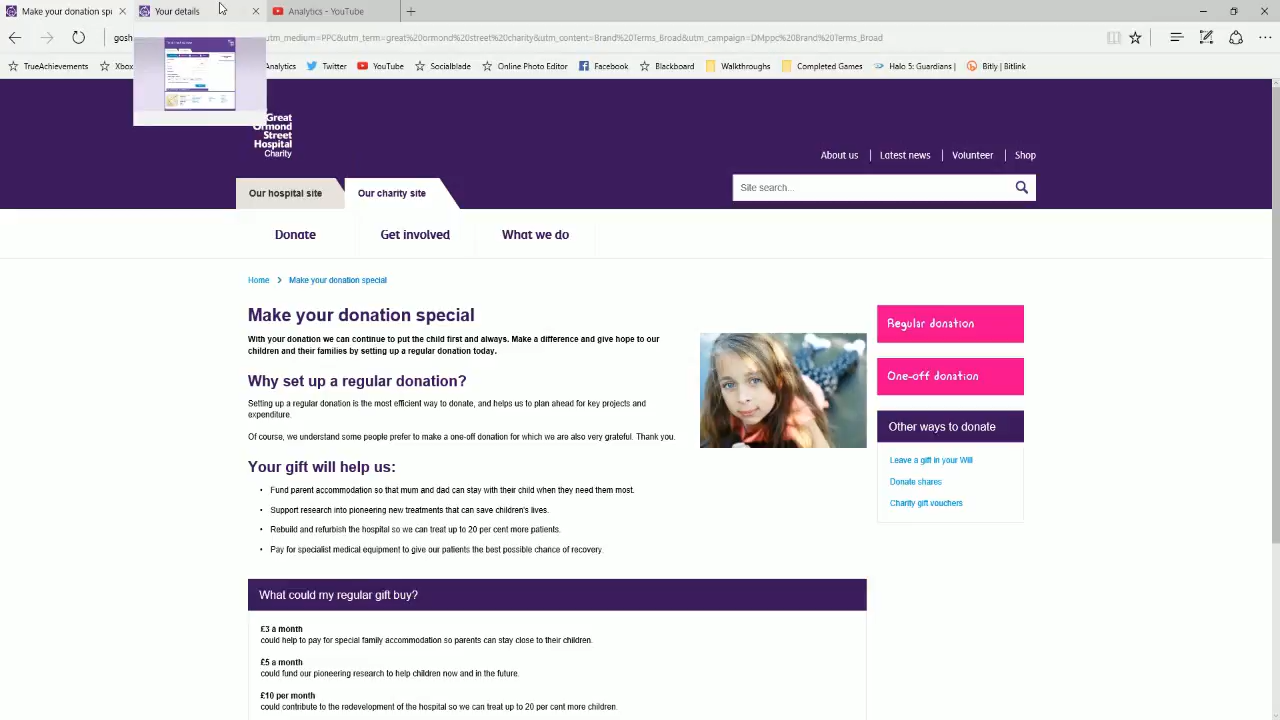 utm_medium=PPC&utm_term=great%20ormond%20street%20charity&utm_content=Brand%20Terms_Broad&utm_campaign=DMppc%20Brand%20Terms_Broad
TrueAchievements
Analytics
Twitter
YouTube
Socialblade
Online Photo Editor
Facebook
Blackboard
Walkthroughs
Completed Games
Halo 5: Guardians |
Bitly | Bitlink
Great
Ormond
Street
Hospital
Charity
About us
Latest news
Volunteer
Shop
Our hospital site
Our charity site
Site search...
Donate
Get involved
What we do
Home
Make your donation special
Make your donation special
With your donation we can continue to put the child first and always. Make a difference and give hope to our
children and their families by setting up a regular donation today.
Why set up a regular donation?
Setting up a regular donation is the most efficient way to donate, and helps us to plan ahead for key projects and
expenditure.
Of course, we understand some people prefer to make a one-off donation for which we are also very grateful. Thank you.
Your gift will help us:
• Fund parent accommodation so that mum and dad can stay with their child when they need them most.
• Support research into pioneering new treatments that can save children's lives.
• Rebuild and refurbish the hospital so we can treat up to 20 per cent more patients.
• Pay for specialist medical equipment to give our patients the best possible chance of recovery.
Regular donation
One-off donation
Other ways to donate
Leave a gift in your Will
Donate shares
Charity gift vouchers
What could my regular gift buy?
£3 a month
could help to pay for special family accommodation so parents can stay close to their children.
£5 a month
could fund our pioneering research to help children now and in the future.
£10 per month
could contribute to the redevelopment of the hospital so we can treat up to 20 per cent more children.